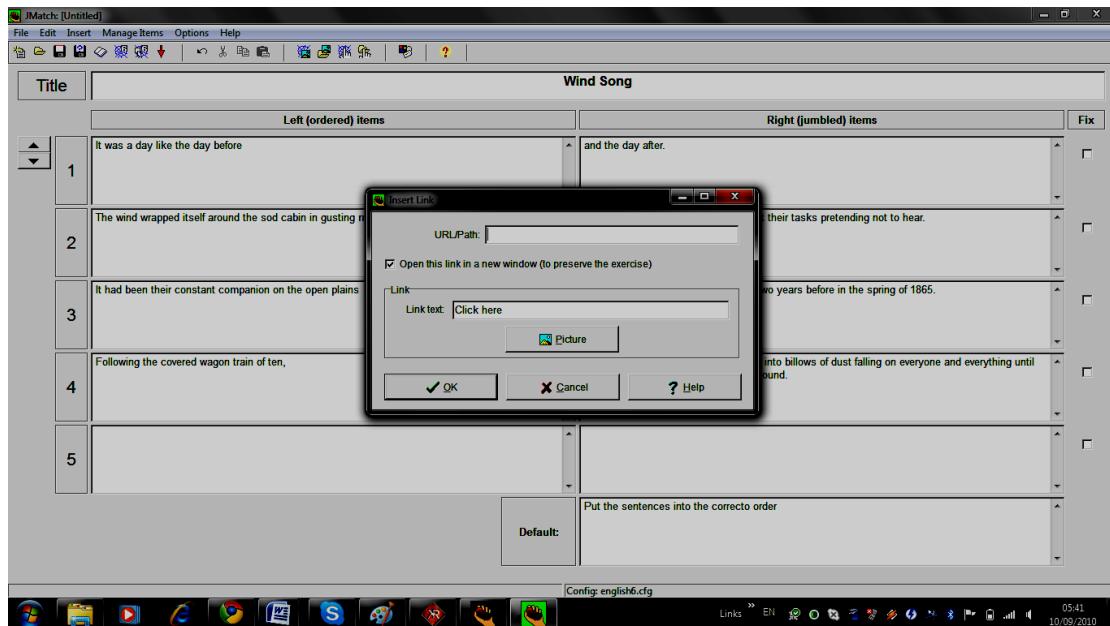 JMatch: [Untitled]
File Edit Insert Manage Items Options Help
Title
Wind Song
Left (ordered) items
Right (jumbled) items
Fix
1
It was a day like the day before
and the day after.
2
The wind wrapped itself around the sod cabin in gusting
their tasks pretending not to hear.
3
It had been their constant companion on the open plains
years before in the spring of 1865.
4
Following the covered wagon train of ten,
into billows of dust falling on everyone and everything until
5
Default:
Put the sentences into the correcto order
Insert Link
URL/Path:
Open this link in a new window (to preserve the exercise)
Link
Link text:
Click here
Picture
OK
Cancel
? Help
Config: english6.cfg
Links » EN
05:41
10/09/2010